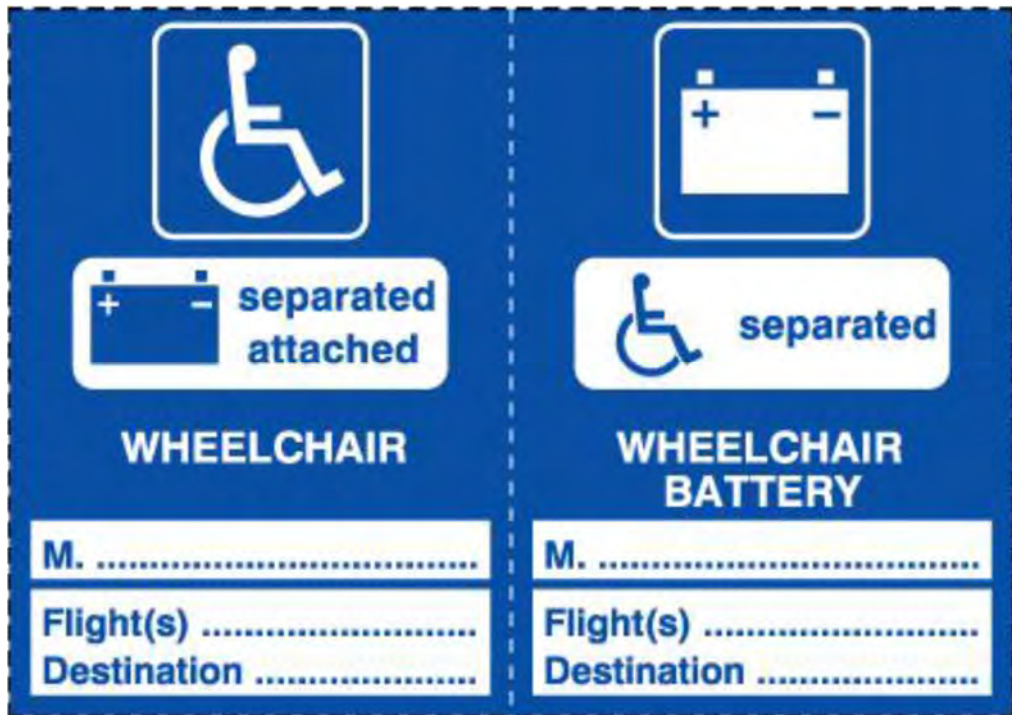 + -
separated
attached
WHEELCHAIR
M. ...................................
Flight(s) .........................
Destination ....................
+ -
separated
WHEELCHAIR
BATTERY
M. ...................................
Flight(s) .........................
Destination ....................